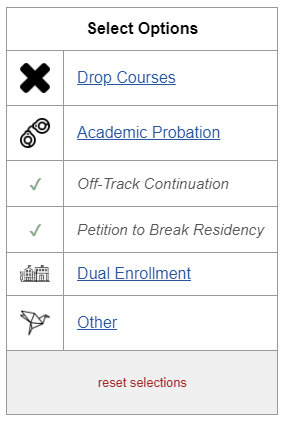 Select Options
Drop Courses
Academic Probation
Off-Track Continuation
Petition to Break Residency
Dual Enrollment
Other
reset selections